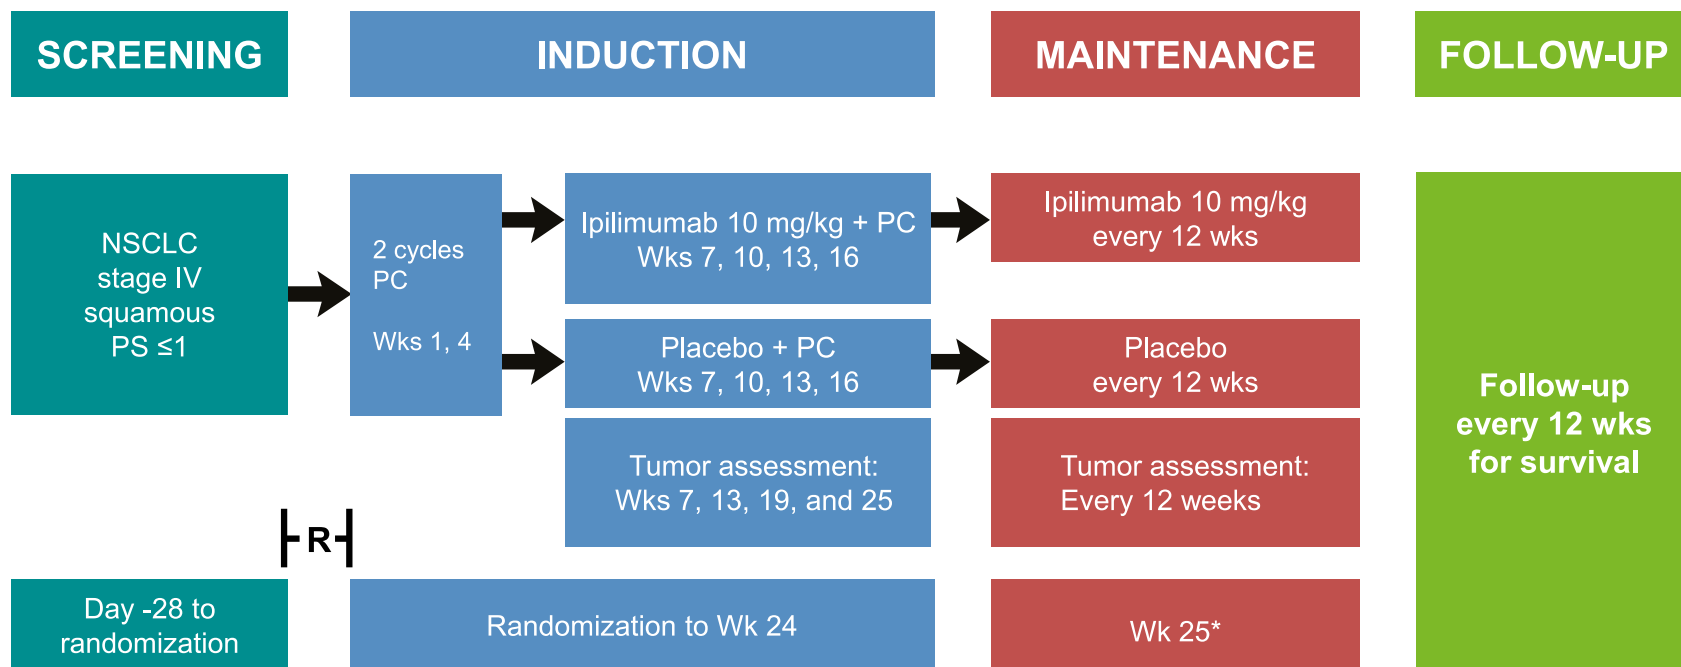 SCREENING
INDUCTION
MAINTENANCE
FOLLOW-UP
NSCLC
stage IV
squamous
PS ≤1
2 cycles
PC
Wks 1, 4
Ipilimumab 10 mg/kg + PC
Wks 7, 10, 13, 16
Ipilimumab 10 mg/kg
every 12 wks
Placebo + PC
Wks 7, 10, 13, 16
Placebo
every 12 wks
Tumor assessment:
Wks 7, 13, 19, and 25
Tumor assessment:
Every 12 weeks
Follow-up
every 12 wks
for survival
R
Day -28 to
randomization
Randomization to Wk 24
Wk 25*